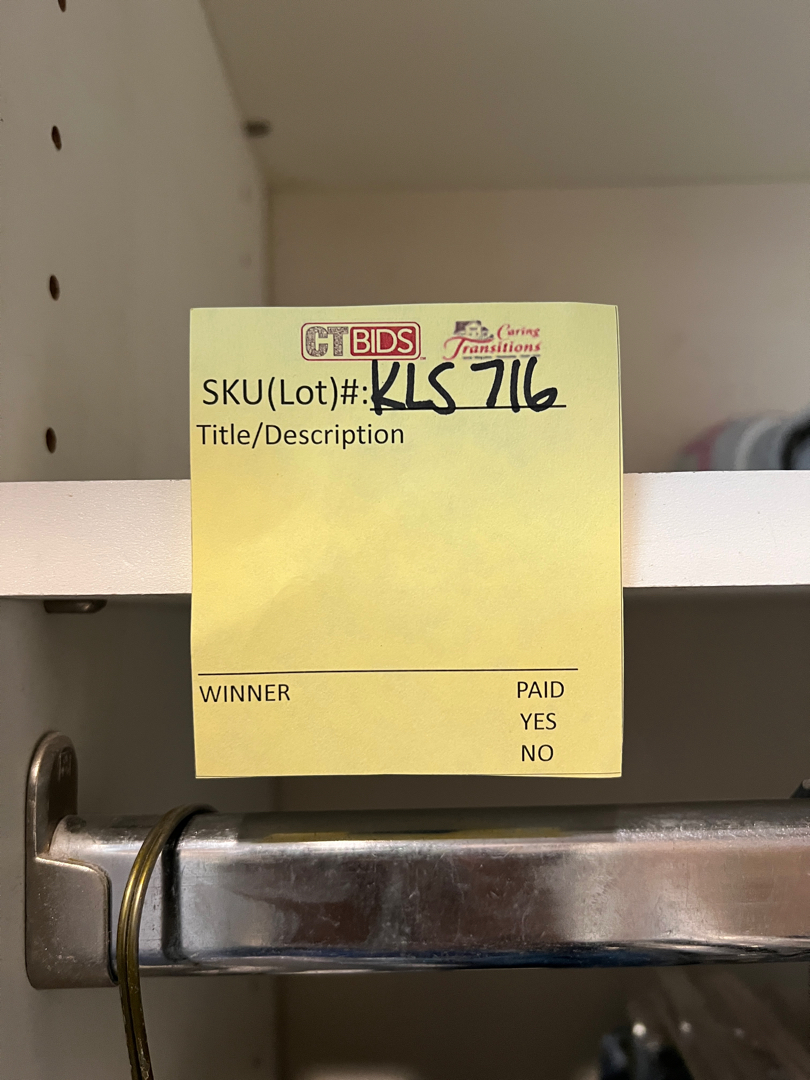 CTBIDS Caring Transitions
SKU(Lot)#: KLS 716
Title/Description
WINNER PAID
YES
NO